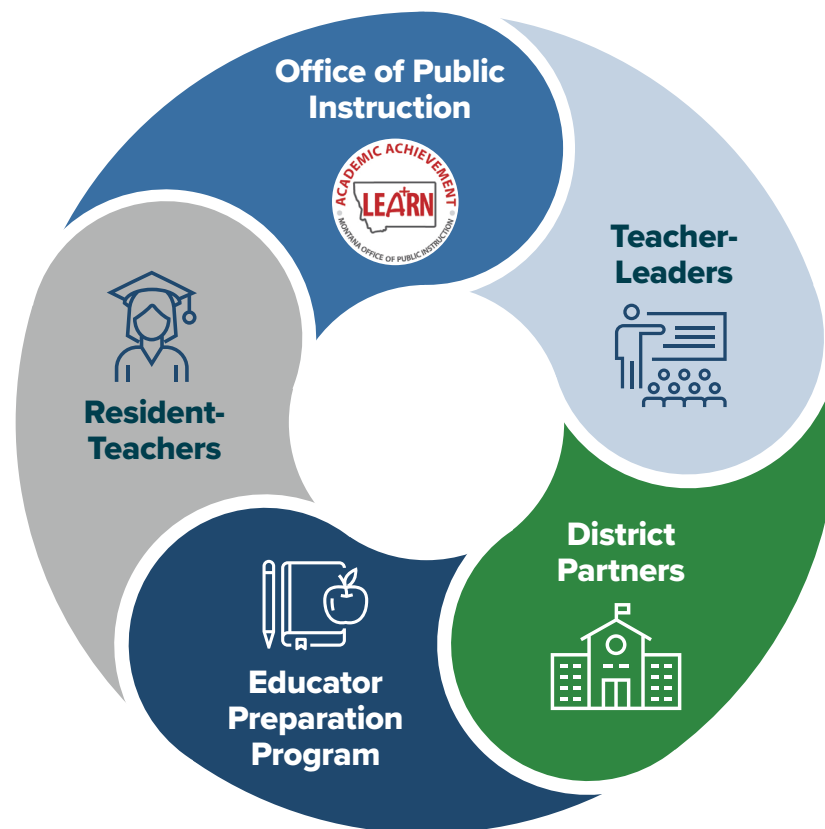 Office of Public
Instruction
ACADEMIC ACHIEVEMENT
LEARN
MONTANA OFFICE OF PUBLIC INSTRUCTION
Teacher-
Leaders
District
Partners
Educator
Preparation
Program
Resident-
Teachers